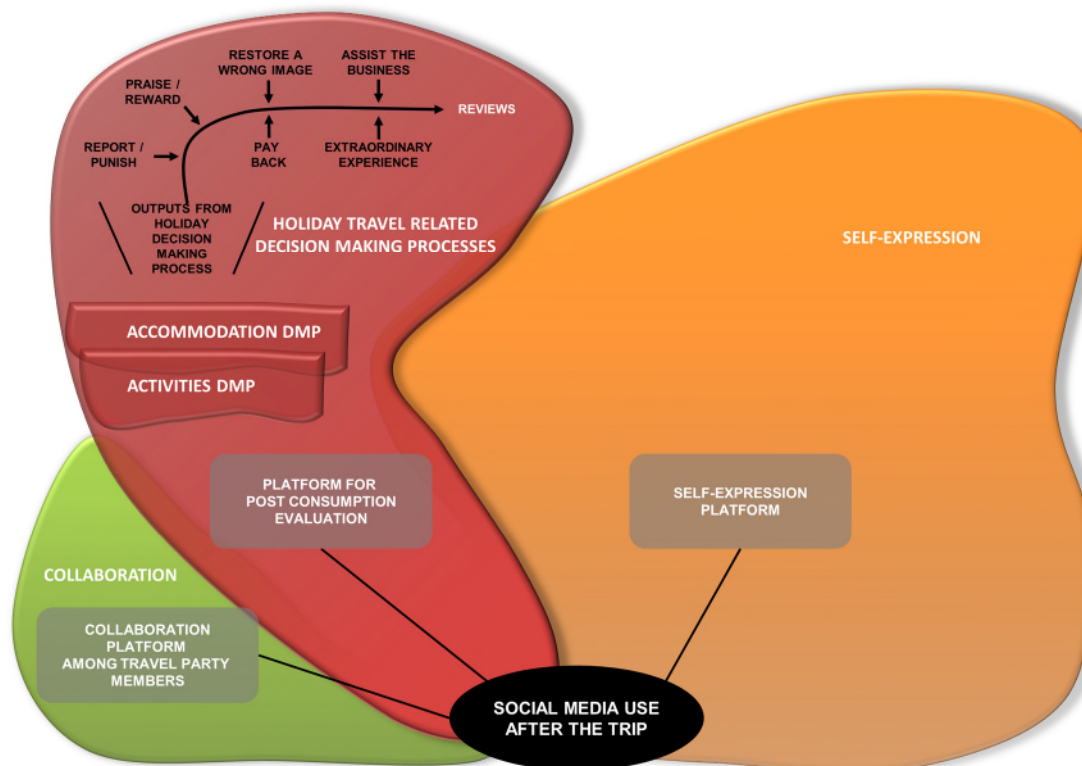 RESTORE A
WRONG IMAGE
ASSIST THE
BUSINESS
PRAISE /
REWARD
REVIEWS
REPORT /
PUNISH
PAY
BACK
EXTRAORDINARY
EXPERIENCE
OUTPUTS FROM
HOLIDAY
DECISION
MAKING
PROCESS
HOLIDAY TRAVEL RELATED
DECISION MAKING PROCESSES
SELF-EXPRESSION
ACCOMMODATION DMP
ACTIVITIES DMP
PLATFORM FOR
POST CONSUMPTION
EVALUATION
SELF-EXPRESSION
PLATFORM
COLLABORATION
COLLABORATION
PLATFORM
AMONG TRAVEL PARTY
MEMBERS
SOCIAL MEDIA USE
AFTER THE TRIP